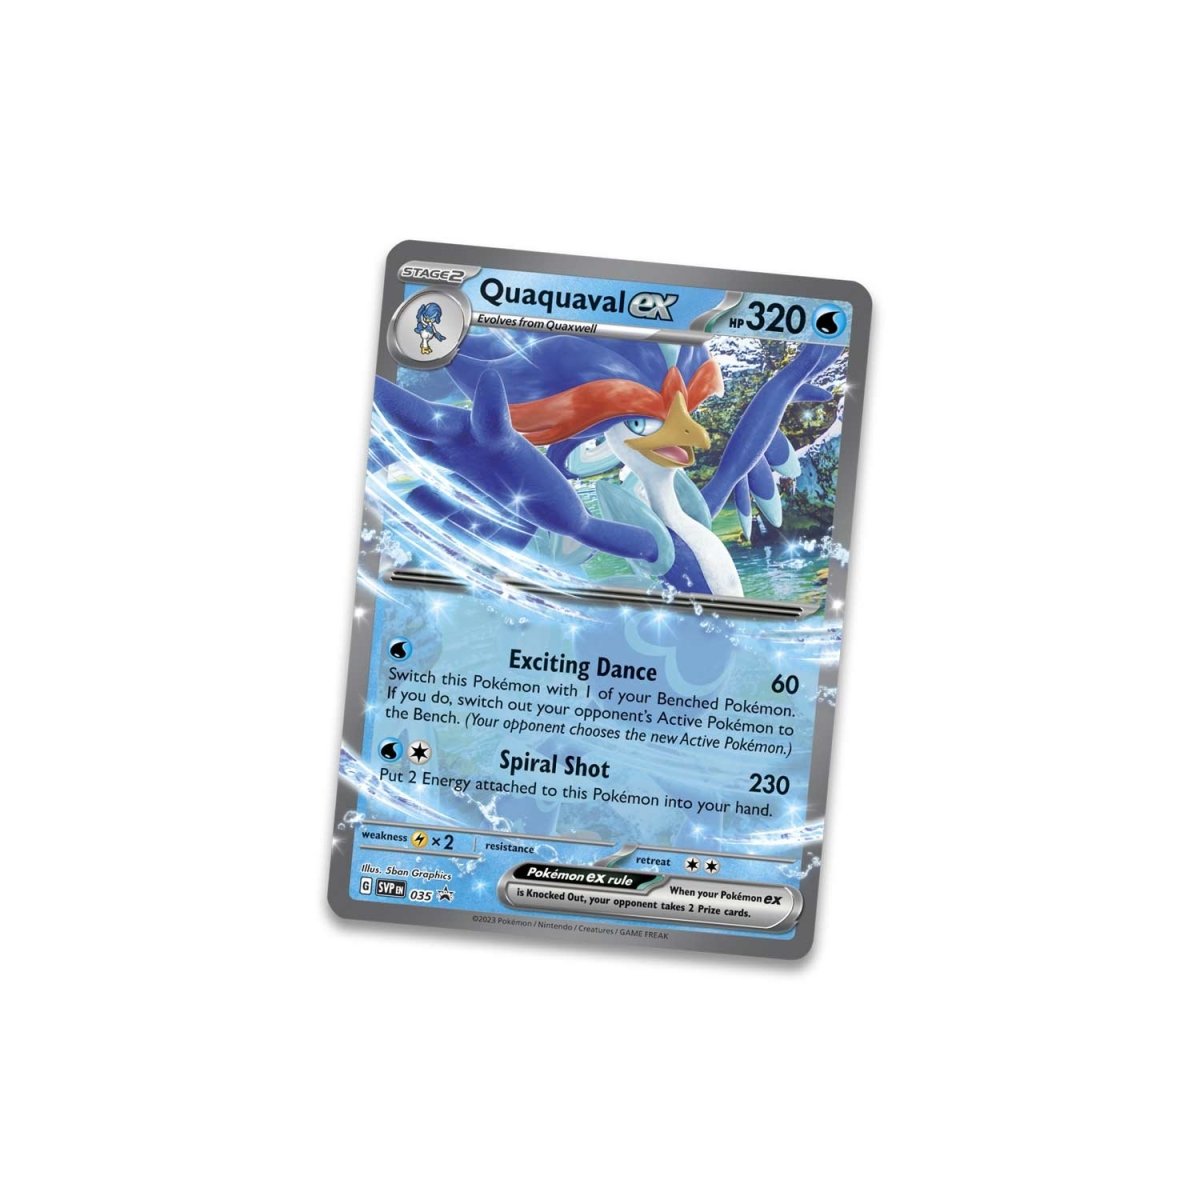 STAGE2
Quaquaval ex
HP 320
Evolves from Quaxwell
Exciting Dance 60
Switch this Pokémon with 1 of your Benched Pokémon.
If you do, switch out your opponent's Active Pokémon to
the Bench. (Your opponent chooses the new Active Pokémon.)
Spiral Shot 230
Put 2 Energy attached to this Pokémon into your hand.
weakness ×2 resistance retreat
Illus. 5ban Graphics
G SVP EN 035
Pokémon ex rule When your Pokémon ex
is Knocked Out, your opponent takes 2 Prize cards.
©2023 Pokémon / Nintendo / Creatures / GAME FREAK